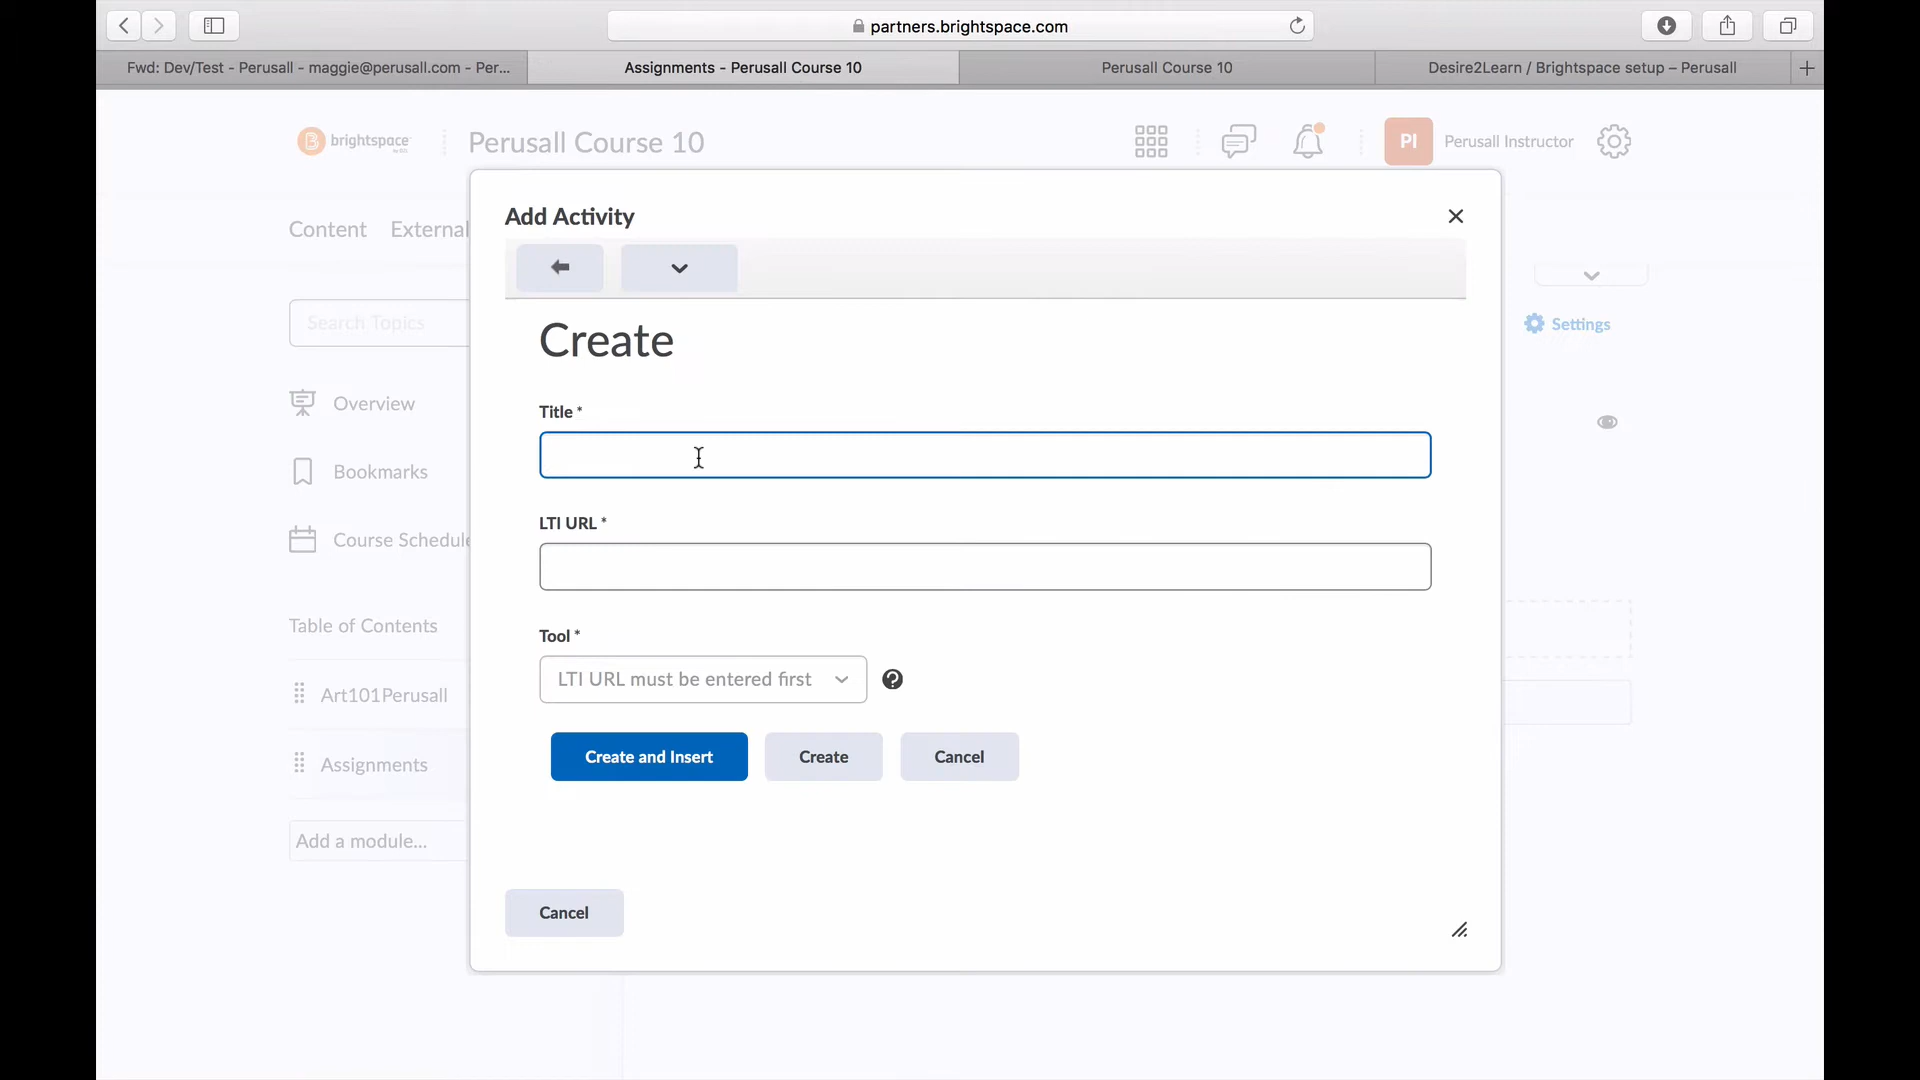 partners.brightspace.com
Fwd: Dev/Test - Perusall - maggie@perusall.com - Per...
Assignments - Perusall Course 10
Perusall Course 10
Desire2Learn / Brightspace setup – Perusall
brightspace
Perusall Course 10
PI
Perusall Instructor
Content
External
Add Activity
Search Topics
Settings
Create
Overview
Title *
Bookmarks
LTI URL *
Course Schedule
Table of Contents
Tool *
LTI URL must be entered first
Art101Perusall
Create and Insert
Create
Cancel
Assignments
Add a module...
Cancel